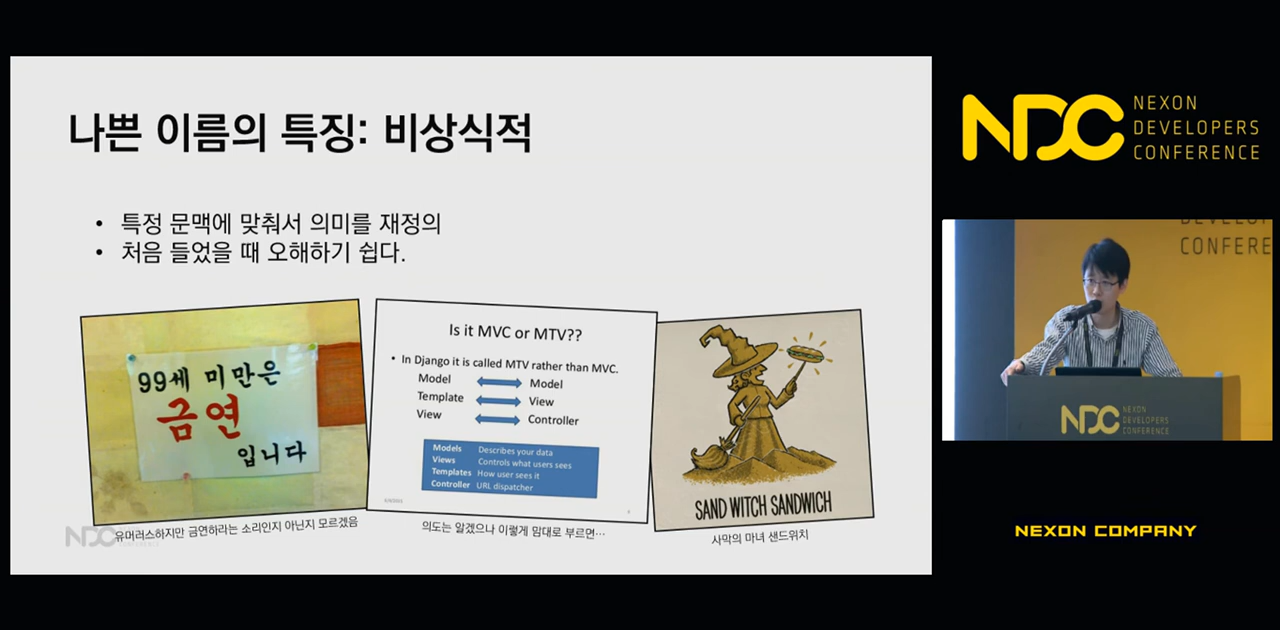 나쁜 이름의 특징: 비상식적
• 특정 문맥에 맞춰서 의미를 재정의
• 처음 들었을 때 오해하기 쉽다.
99세 미만은
금연
입니다
유머러스하지만 금연하라는 소리인지 아닌지 모르겠음
Is it MVC or MTV??
• In Django it is called MTV rather than MVC.
Model Model
Template View
View Controller
Models Describes your data
Views Controls what users sees
Templates How user sees it
Controller URL dispatcher
의도는 알겠으나 이렇게 맘대로 부르면…
SAND WITCH SANDWICH
사막의 마녀 샌드위치
NDC
NDC
NEXON
DEVELOPERS
CONFERENCE
CONFERE
NDC
NEXON
DEVELOPERS
CONFERENCE
NEXON COMPANY